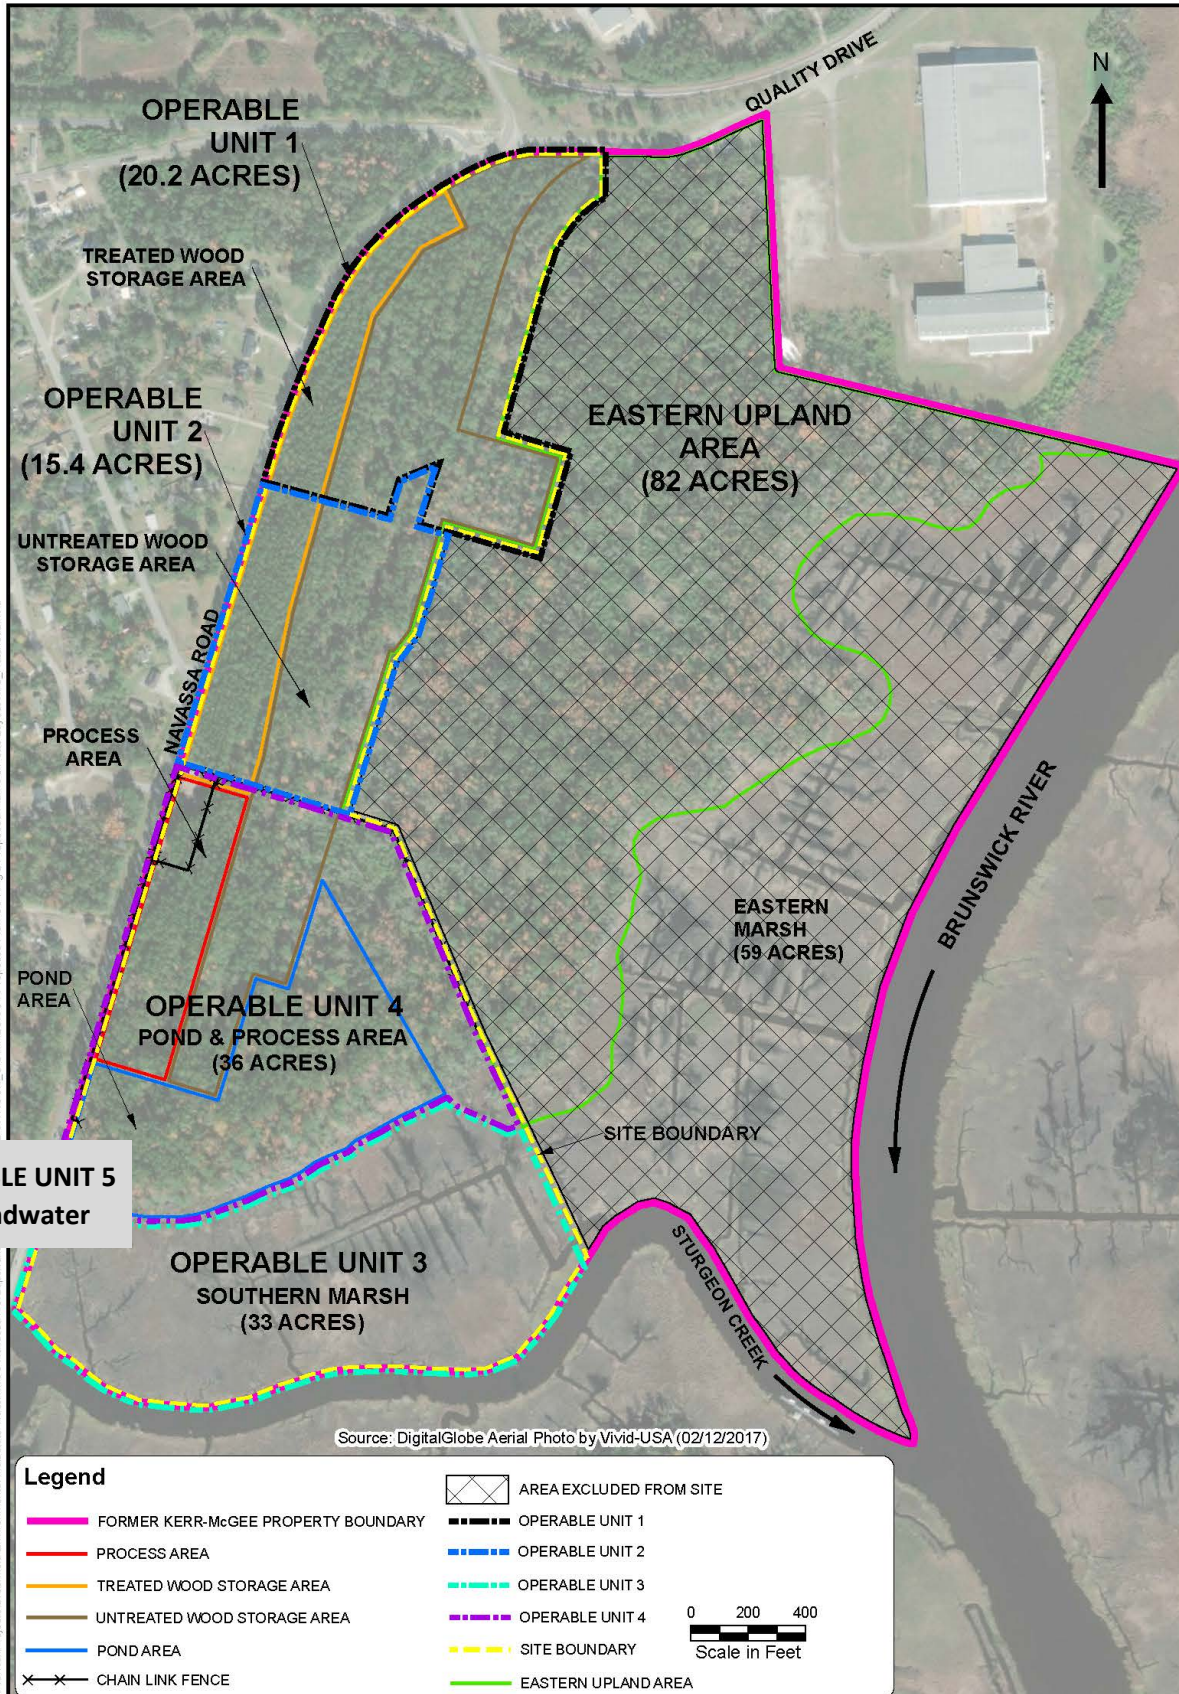 QUALITY DRIVE
N
OPERABLE
UNIT 1
(20.2 ACRES)
TREATED WOOD
STORAGE AREA
OPERABLE
UNIT 2
(15.4 ACRES)
EASTERN UPLAND
AREA
(82 ACRES)
UNTREATED WOOD
STORAGE AREA
NAVASSA ROAD
PROCESS
AREA
BRUNSWICK RIVER
EASTERN
MARSH
(59 ACRES)
POND
AREA
OPERABLE UNIT 4
POND & PROCESS AREA
(36 ACRES)
SITE BOUNDARY
LE UNIT 5
dwater
OPERABLE UNIT 3
SOUTHERN MARSH
(33 ACRES)
STURGEON CREEK
Source: DigitalGlobe Aerial Photo by Vivid-USA (02/12/2017)
Legend
FORMER KERR-McGEE PROPERTY BOUNDARY
PROCESS AREA
TREATED WOOD STORAGE AREA
UNTREATED WOOD STORAGE AREA
POND AREA
CHAIN LINK FENCE
AREA EXCLUDED FROM SITE
OPERABLE UNIT 1
OPERABLE UNIT 2
OPERABLE UNIT 3
OPERABLE UNIT 4
SITE BOUNDARY
EASTERN UPLAND AREA
0 200 400
Scale in Feet